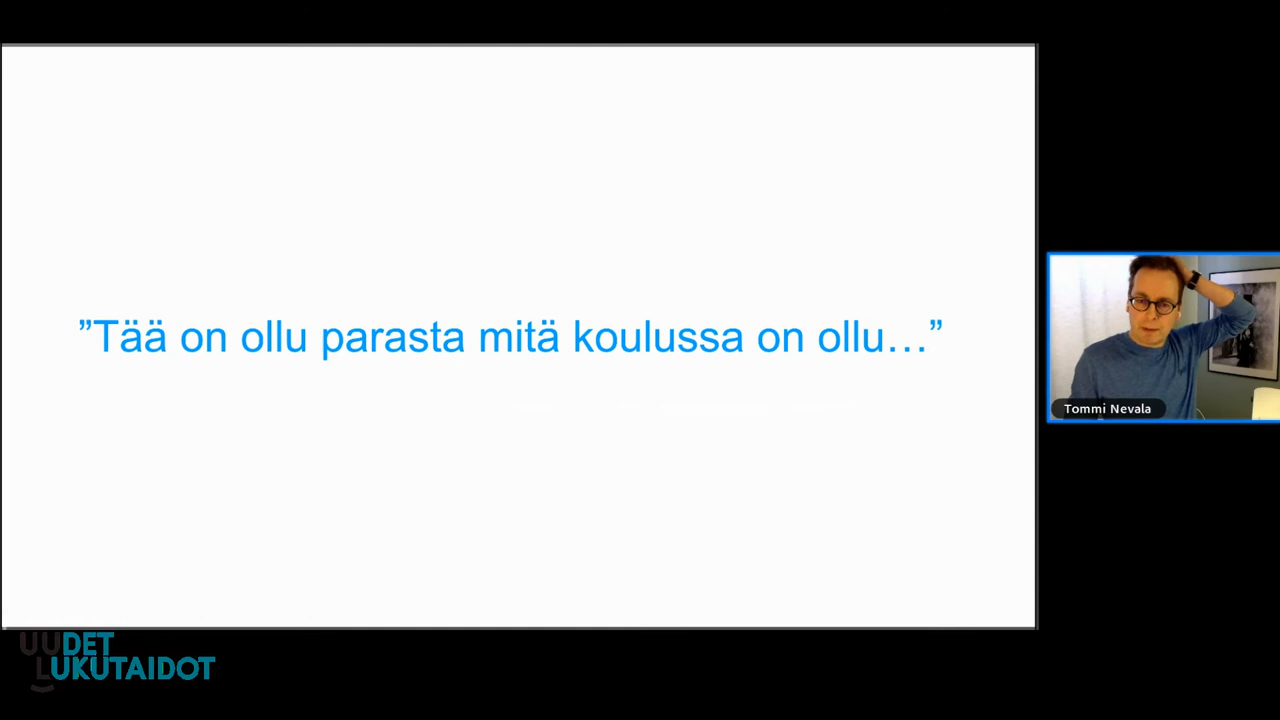 ”Tää on ollu parasta mitä koulussa on ollu…”
Tommi Nevala
UUDET
LUKUTAIDOT